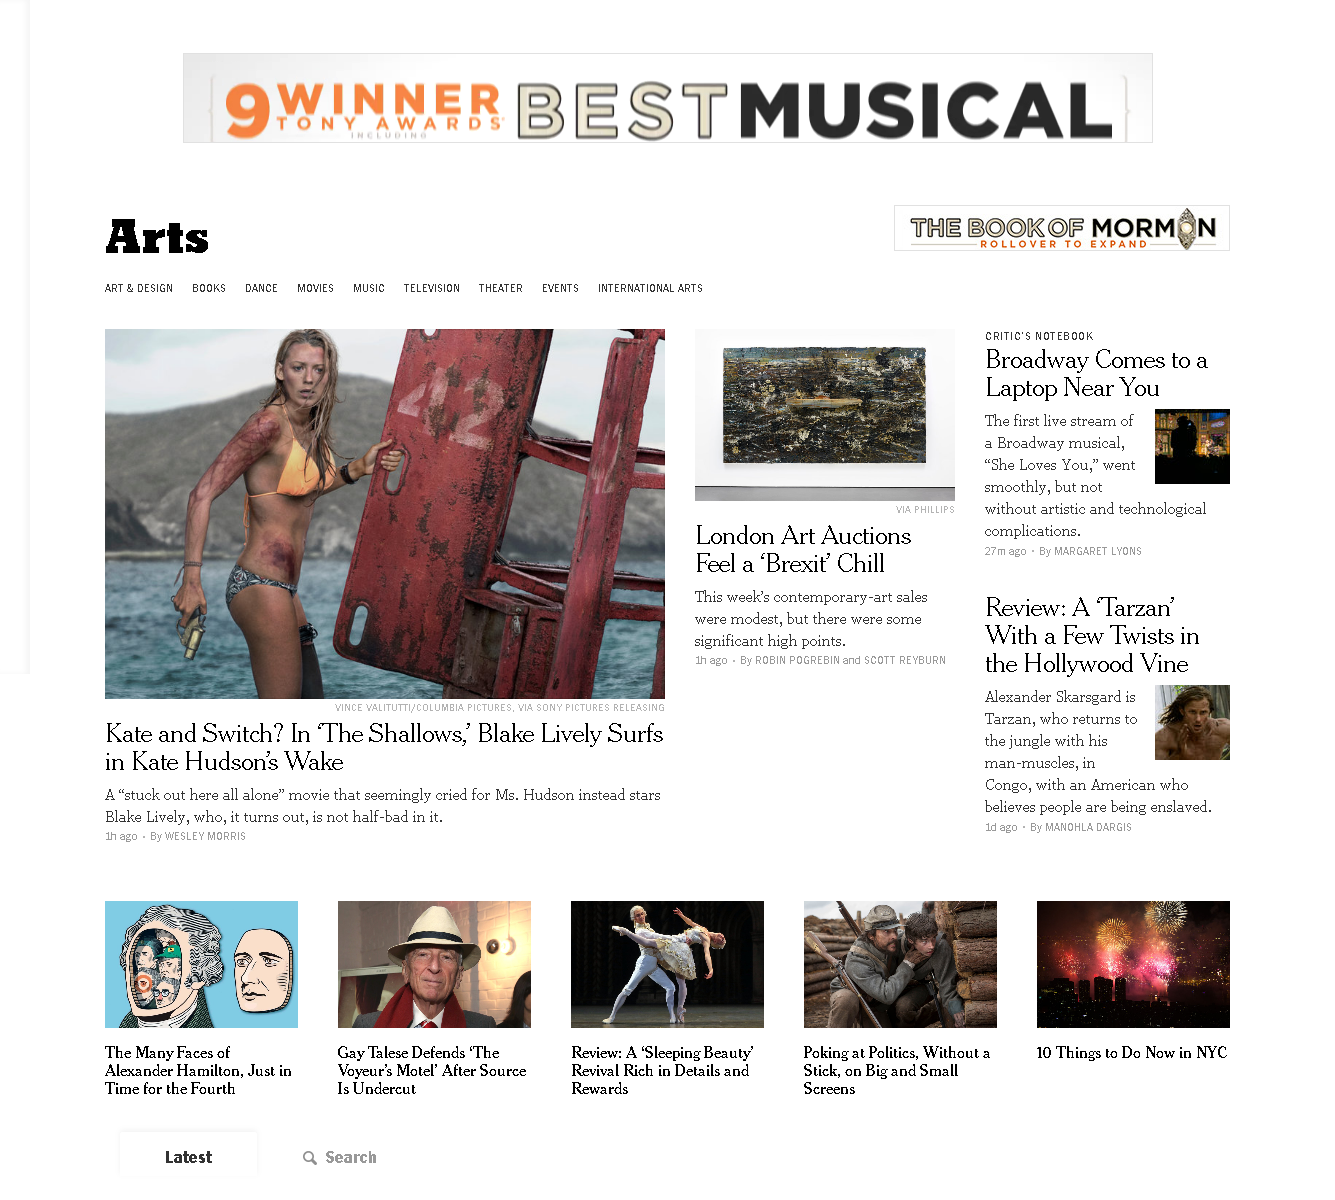 9 WINNER
TONY AWARDS
INCLUDING
BEST MUSICAL
Arts
THE BOOK OF MORMON
ROLLOVER TO EXPAND
ART & DESIGN BOOKS DANCE MOVIES MUSIC TELEVISION THEATER EVENTS INTERNATIONAL ARTS
42
VINCE VALITUTTI/COLUMBIA PICTURES, VIA SONY PICTURES RELEASING
Kate and Switch? In ‘The Shallows,’ Blake Lively Surfs
in Kate Hudson’s Wake
A “stuck out here all alone” movie that seemingly cried for Ms. Hudson instead stars
Blake Lively, who, it turns out, is not half-bad in it.
1h ago • By WESLEY MORRIS
VIA PHILLIPS
London Art Auctions
Feel a ‘Brexit’ Chill
This week’s contemporary-art sales
were modest, but there were some
significant high points.
1h ago • By ROBIN POGREBIN and SCOTT REYBURN
CRITIC’S NOTEBOOK
Broadway Comes to a
Laptop Near You
The first live stream of
a Broadway musical,
“She Loves You,” went
smoothly, but not
without artistic and technological
complications.
27m ago • By MARGARET LYONS
Review: A ‘Tarzan’
With a Few Twists in
the Hollywood Vine
Alexander Skarsgard is
Tarzan, who returns to
the jungle with his
man-muscles, in
Congo, with an American who
believes people are being enslaved.
1d ago • By MANOHLA DARGIS
The Many Faces of
Alexander Hamilton, Just in
Time for the Fourth
Gay Talese Defends ‘The
Voyeur’s Motel’ After Source
Is Undercut
Review: A ‘Sleeping Beauty’
Revival Rich in Details and
Rewards
Poking at Politics, Without a
Stick, on Big and Small
Screens
10 Things to Do Now in NYC
Latest
Search